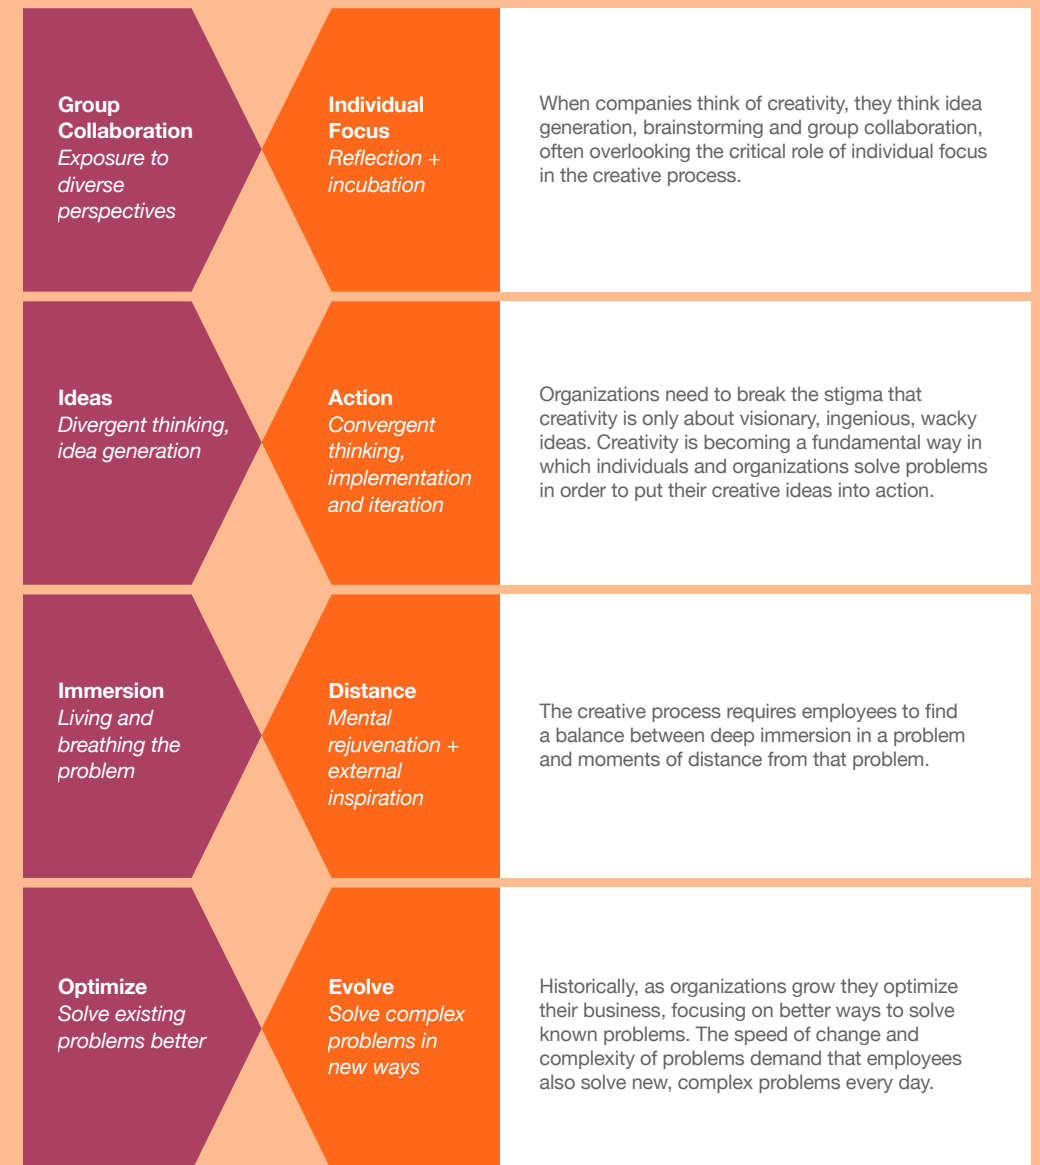 Group
Collaboration
Exposure to
diverse
perspectives
Individual
Focus
Reflection +
incubation
When companies think of creativity, they think idea
generation, brainstorming and group collaboration,
often overlooking the critical role of individual focus
in the creative process.
Ideas
Divergent thinking,
idea generation
Action
Convergent
thinking,
implementation
and iteration
Organizations need to break the stigma that
creativity is only about visionary, ingenious, wacky
ideas. Creativity is becoming a fundamental way in
which individuals and organizations solve problems
in order to put their creative ideas into action.
Immersion
Living and
breathing the
problem
Distance
Mental
rejuvenation +
external
inspiration
The creative process requires employees to find
a balance between deep immersion in a problem
and moments of distance from that problem.
Optimize
Solve existing
problems better
Evolve
Solve complex
problems in
new ways
Historically, as organizations grow they optimize
their business, focusing on better ways to solve
known problems. The speed of change and
complexity of problems demand that employees
also solve new, complex problems every day.